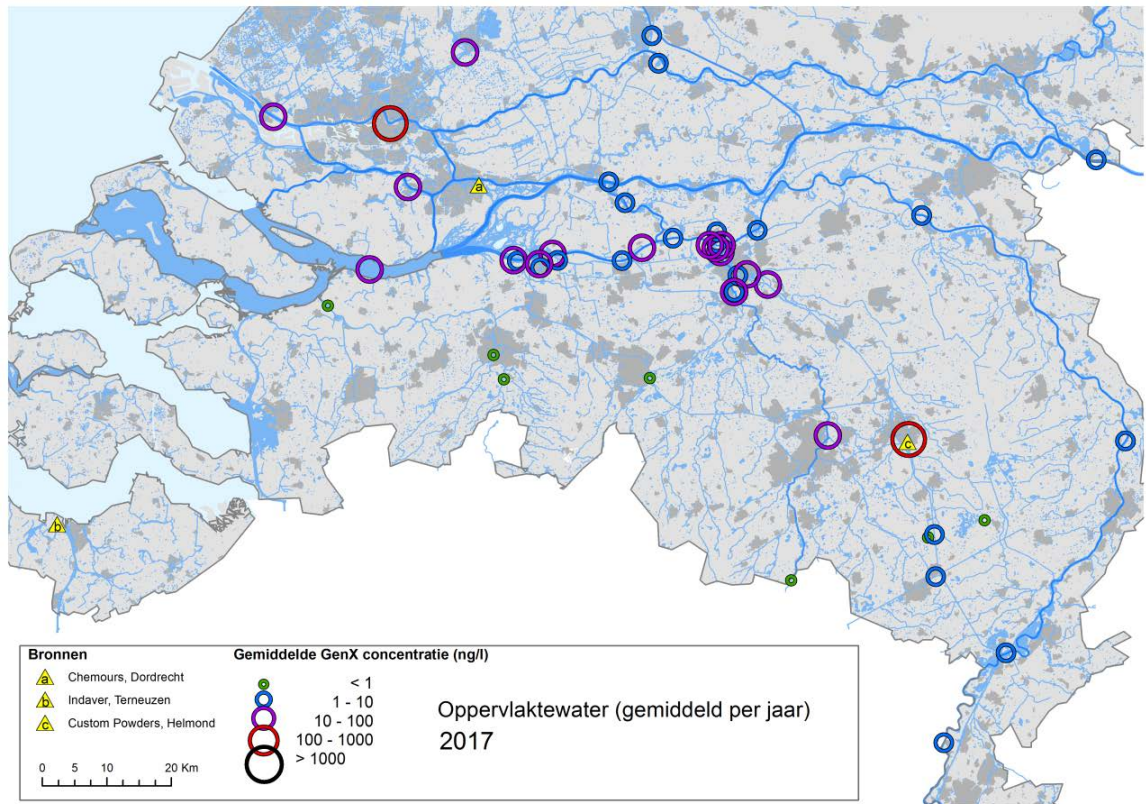 a
c
b
Bronnen
a Chemours, Dordrecht
b Indaver, Terneuzen
c Custom Powders, Helmond
0 5 10 20 Km
Gemiddelde GenX concentratie (ng/l)
< 1
1 - 10
10 - 100
100 - 1000
> 1000
Oppervlaktewater (gemiddeld per jaar)
2017